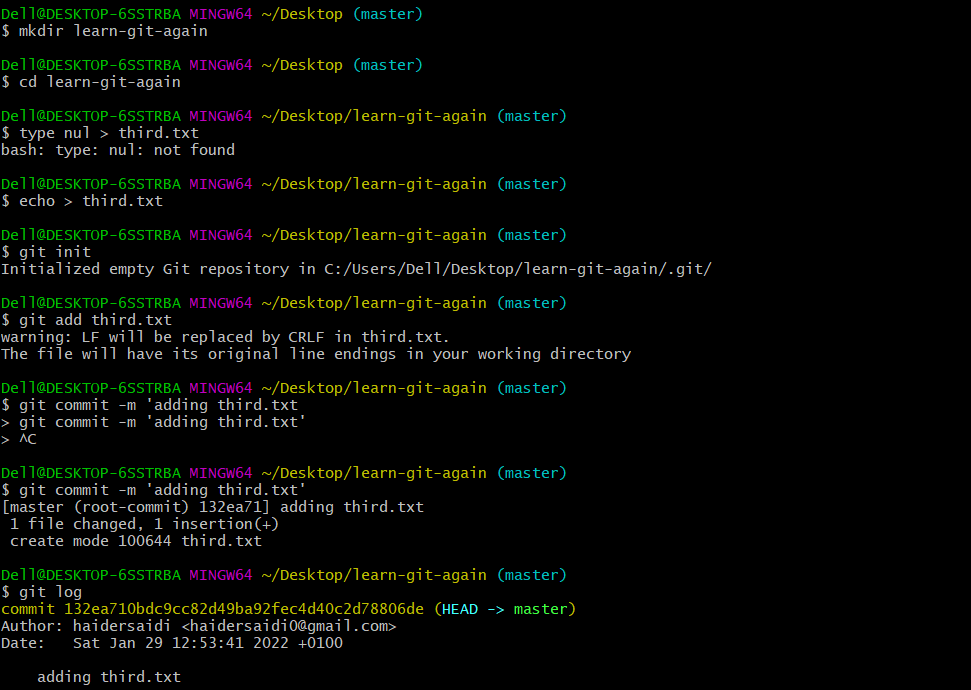 Dell@DESKTOP-6SSTRBA MINGW64 ~/Desktop (master)
$ mkdir learn-git-again
Dell@DESKTOP-6SSTRBA MINGW64 ~/Desktop (master)
$ cd learn-git-again
Dell@DESKTOP-6SSTRBA MINGW64 ~/Desktop/learn-git-again (master)
$ type nul > third.txt
bash: type: nul: not found
Dell@DESKTOP-6SSTRBA MINGW64 ~/Desktop/learn-git-again (master)
$ echo > third.txt
Dell@DESKTOP-6SSTRBA MINGW64 ~/Desktop/learn-git-again (master)
$ git init
Initialized empty Git repository in C:/Users/Dell/Desktop/learn-git-again/.git/
Dell@DESKTOP-6SSTRBA MINGW64 ~/Desktop/learn-git-again (master)
$ git add third.txt
warning: LF will be replaced by CRLF in third.txt.
The file will have its original line endings in your working directory
Dell@DESKTOP-6SSTRBA MINGW64 ~/Desktop/learn-git-again (master)
$ git commit -m 'adding third.txt
> git commit -m 'adding third.txt'
> ^C
Dell@DESKTOP-6SSTRBA MINGW64 ~/Desktop/learn-git-again (master)
$ git commit -m 'adding third.txt'
[master (root-commit) 132ea71] adding third.txt
1 file changed, 1 insertion(+)
create mode 100644 third.txt
Dell@DESKTOP-6SSTRBA MINGW64 ~/Desktop/learn-git-again (master)
$ git log
commit 132ea710bdc9cc82d49ba92fec4d40c2d78806de (HEAD -> master)
Author: haidersaidi <haidersaidi0@gmail.com>
Date:   Sat Jan 29 12:53:41 2022 +0100
adding third.txt